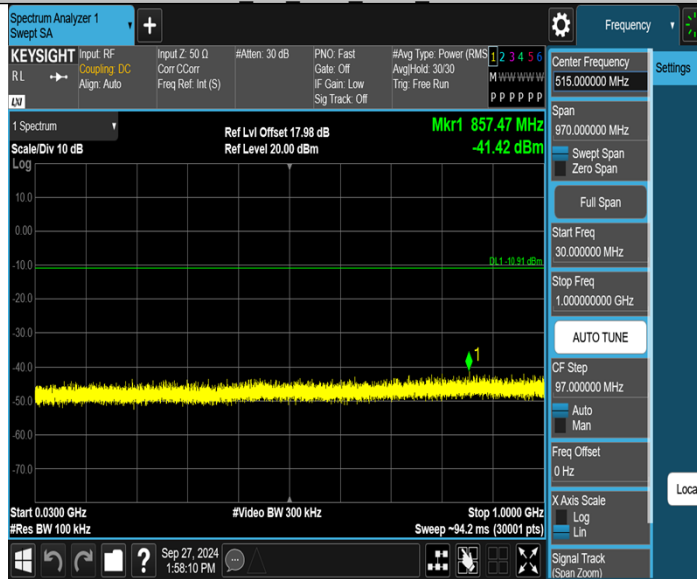 Spectrum Analyzer 1
Swept SA
Frequency
KEYSIGHT
RL
LXI
Input: RF
Coupling: DC
Align: Auto
Input Z: 50 Ω
Corr CCorr
Freq Ref: Int (S)
#Atten: 30 dB
PNO: Fast
Gate: Off
IF Gain: Low
Sig Track: Off
#Avg Type: Power (RMS
Avg|Hold: 30/30
Trig: Free Run
1 2 3 4 5 6
M W W W W W
P P P P P P
1 Spectrum
Scale/Div 10 dB
Log
Ref Lvl Offset 17.98 dB
Ref Level 20.00 dBm
Mkr1 857.47 MHz
-41.42 dBm
10.0
0.00
-10.0
-20.0
-30.0
-40.0
-50.0
-60.0
-70.0
DL1 -10.91 dBm
1
Start 0.0300 GHz
#Res BW 100 kHz
#Video BW 300 kHz
Stop 1.0000 GHz
Sweep ~94.2 ms (30001 pts)
Sep 27, 2024
1:58:10 PM
Center Frequency
515.000000 MHz
Span
970.000000 MHz
Swept Span
Zero Span
Full Span
Start Freq
30.000000 MHz
Stop Freq
1.000000000 GHz
AUTO TUNE
CF Step
97.000000 MHz
Auto
Man
Freq Offset
0 Hz
X Axis Scale
Log
Lin
Signal Track
(Span Zoom)
Settings
Loca